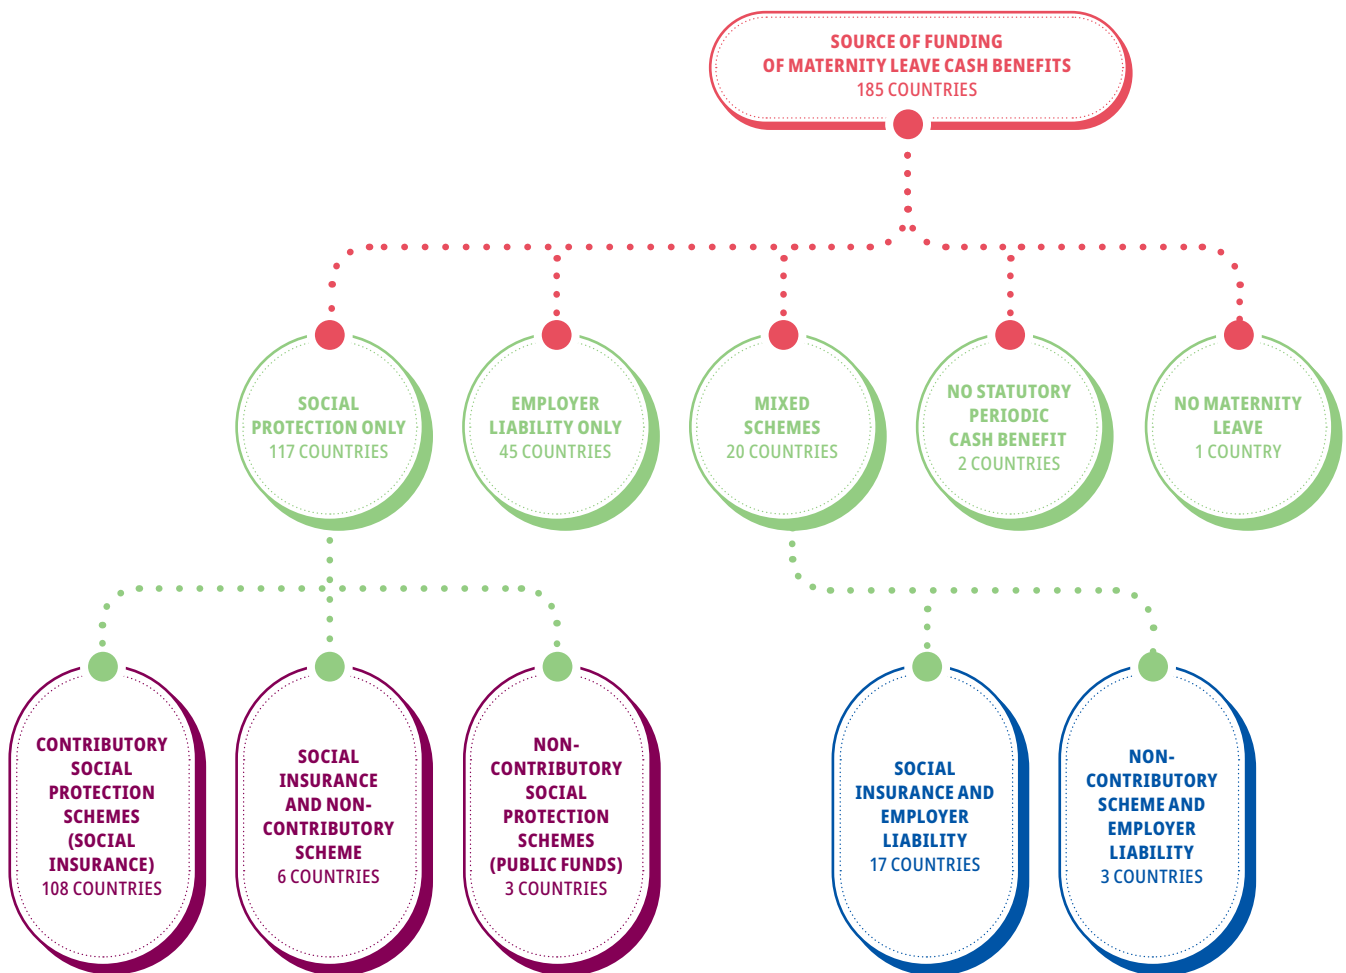 SOURCE OF FUNDING
OF MATERNITY LEAVE CASH BENEFITS
185 COUNTRIES
SOCIAL
PROTECTION ONLY
117 COUNTRIES
EMPLOYER
LIABILITY ONLY
45 COUNTRIES
MIXED
SCHEMES
20 COUNTRIES
NO STATUTORY
PERIODIC
CASH BENEFIT
2 COUNTRIES
NO MATERNITY
LEAVE
1 COUNTRY
CONTRIBUTORY
SOCIAL
PROTECTION
SCHEMES
(SOCIAL
INSURANCE)
108 COUNTRIES
SOCIAL
INSURANCE
AND NON-
CONTRIBUTORY
SCHEME
6 COUNTRIES
NON-
CONTRIBUTORY
SOCIAL
PROTECTION
SCHEMES
(PUBLIC FUNDS)
3 COUNTRIES
SOCIAL
INSURANCE AND
EMPLOYER
LIABILITY
17 COUNTRIES
NON-
CONTRIBUTORY
SCHEME AND
EMPLOYER
LIABILITY
3 COUNTRIES